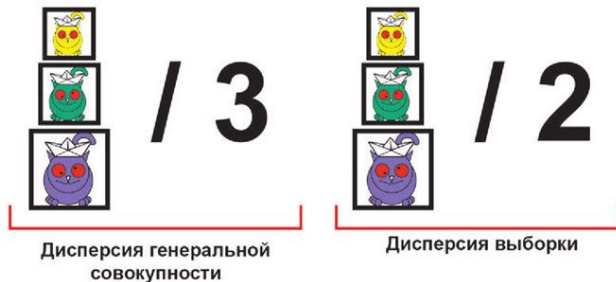 / 3
/ 2
Дисперсия генеральной
совокупности
Дисперсия выборки